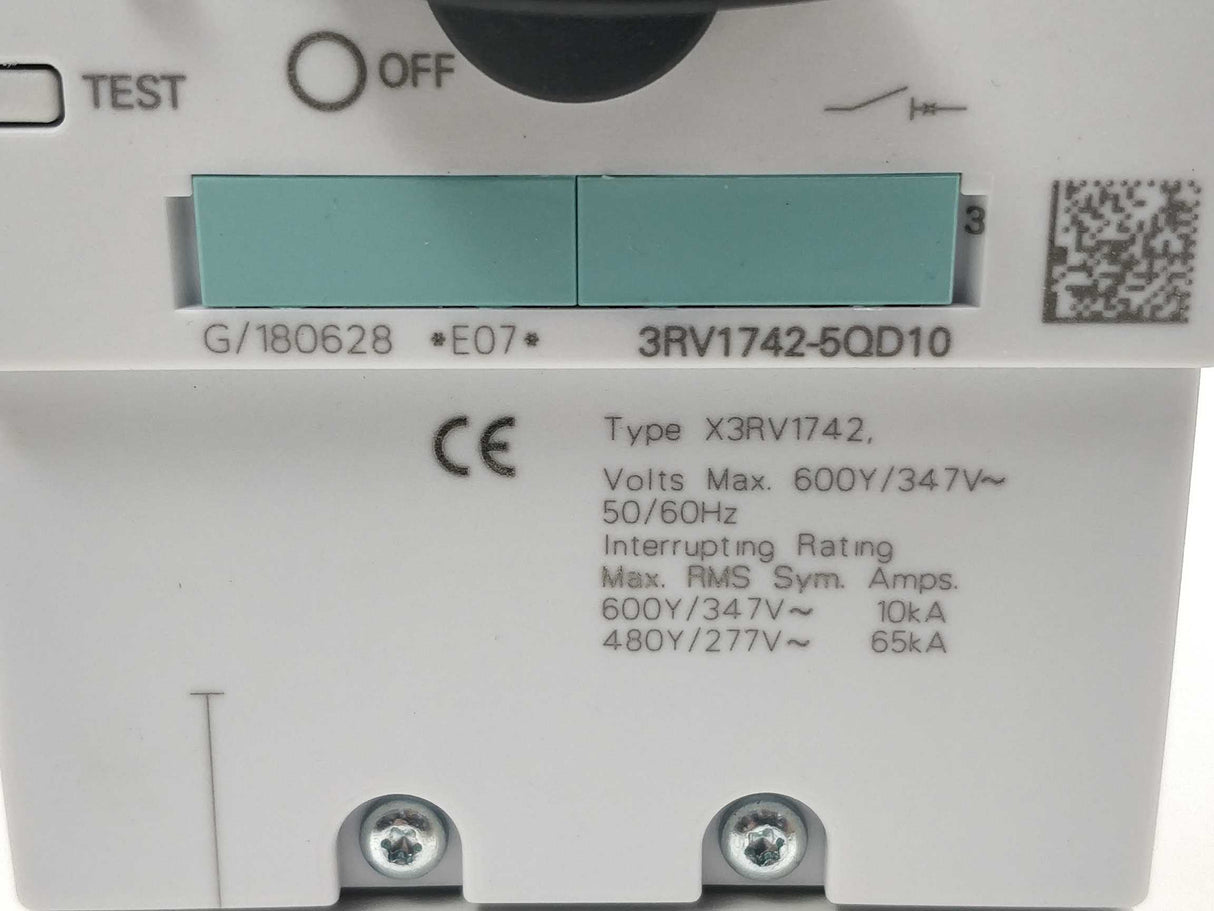 TEST
OFF
3
G/180628 *E07* 3RV1742-5QD10
CE
Type X3RV1742,
Volts Max. 600Y/347V~
50/60Hz
Interrupting Rating
Max. RMS Sym. Amps.
600Y/347V~ 10kA
480Y/277V~ 65kA